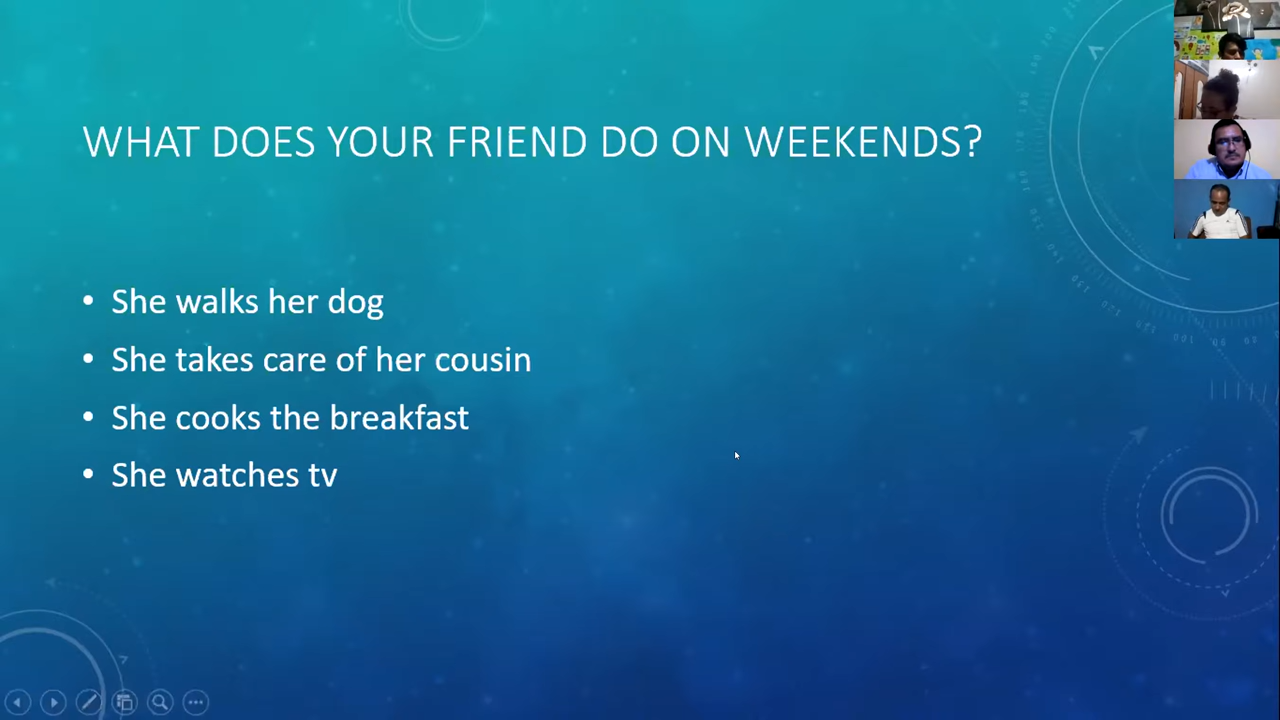 WHAT DOES YOUR FRIEND DO ON WEEKENDS?
• She walks her dog
• She takes care of her cousin
• She cooks the breakfast
• She watches tv